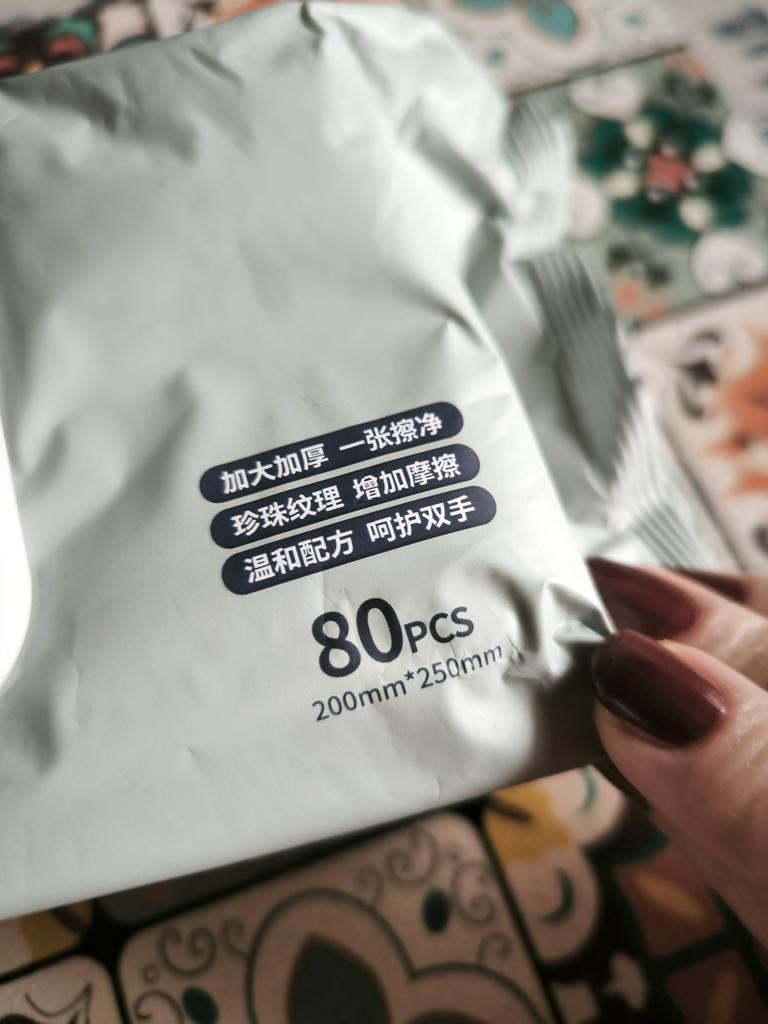 加大加厚 一张擦净
珍珠纹理 增加摩擦
温和配方 呵护双手
80PCS
200mm*250mm